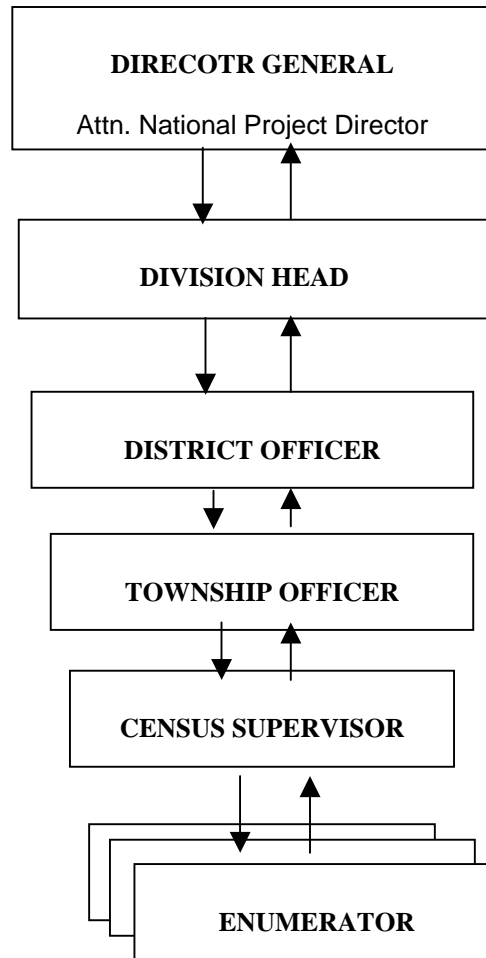 DIRECOTR GENERAL
Attn. National Project Director
DIVISION HEAD
DISTRICT OFFICER
TOWNSHIP OFFICER
CENSUS SUPERVISOR
ENUMERATOR